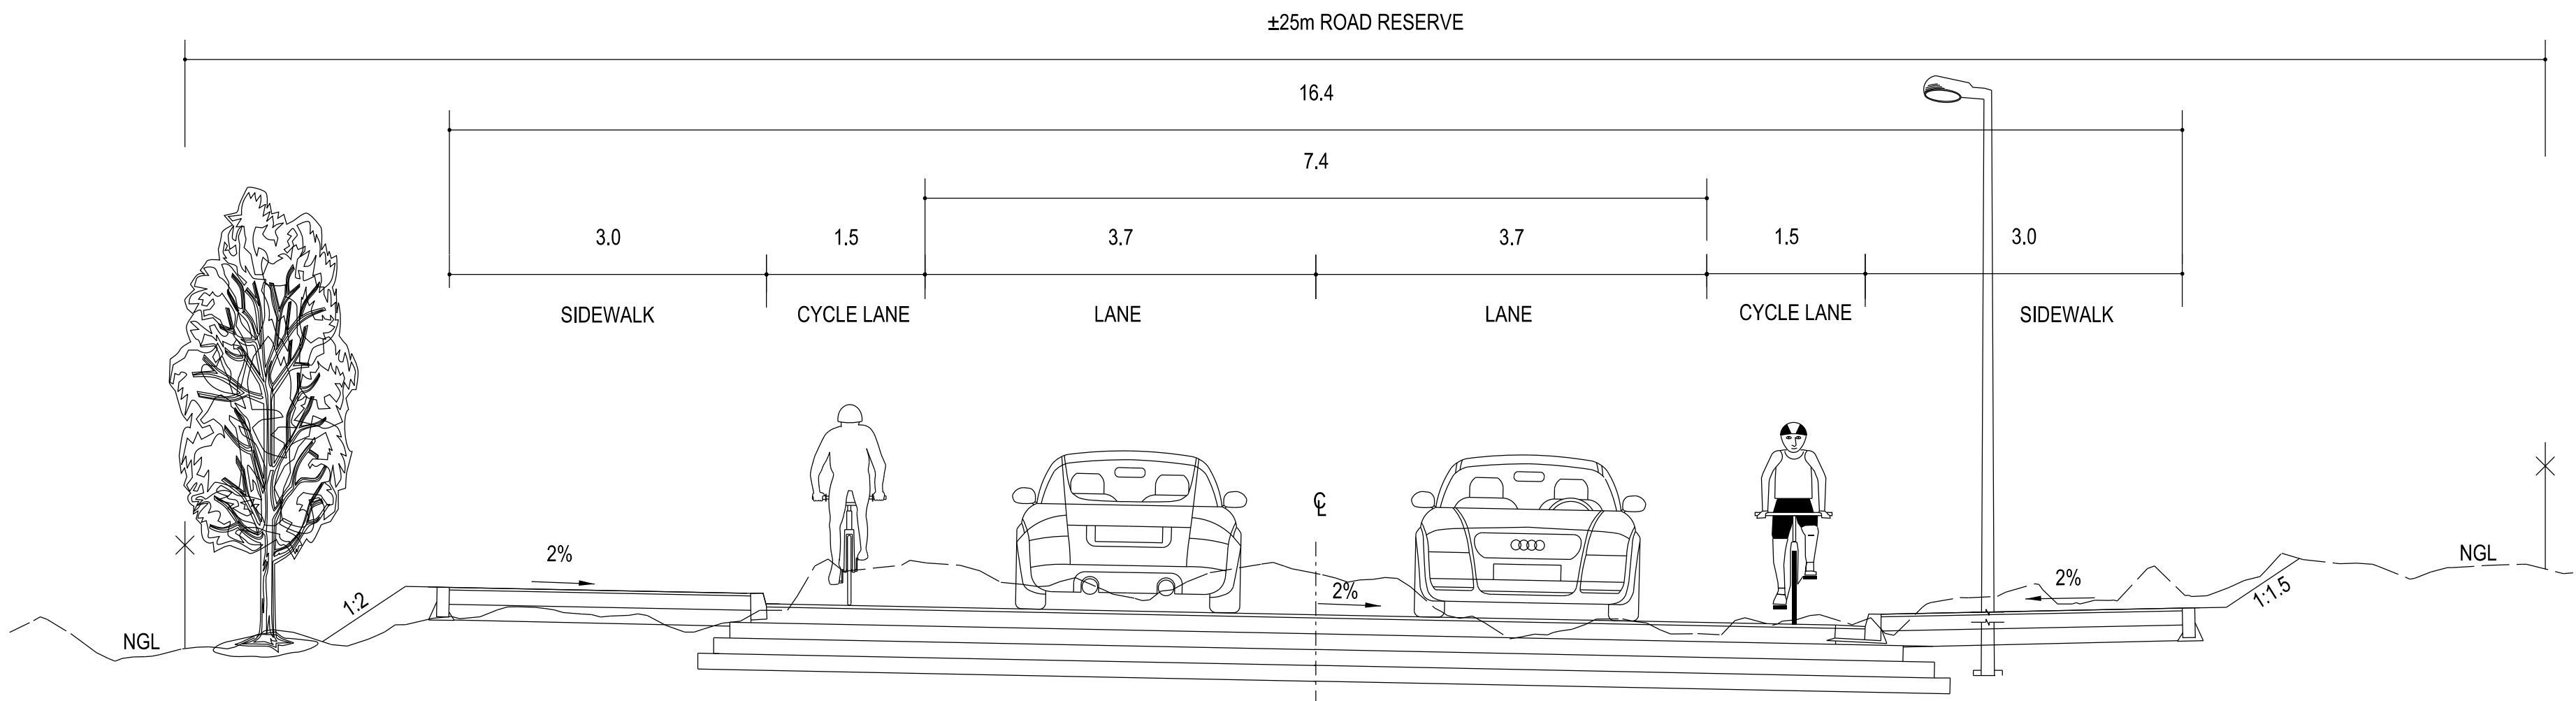 ±25m ROAD RESERVE
16.4
7.4
3.0 1.5 3.7 3.7 1.5 3.0
SIDEWALK CYCLE LANE LANE LANE CYCLE LANE SIDEWALK
℄
2% 2% 2%
NGL 1:2 1:1.5 NGL